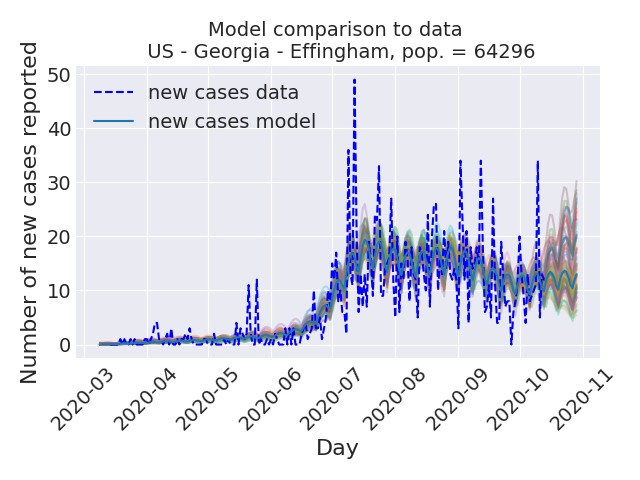 Model comparison to data
US - Georgia - Effingham, pop. = 64296
Number of new cases reported
50
40
30
20
10
0
new cases data
new cases model
2020-03
2020-04
2020-05
2020-06
2020-07
2020-08
2020-09
2020-10
2020-11
Day